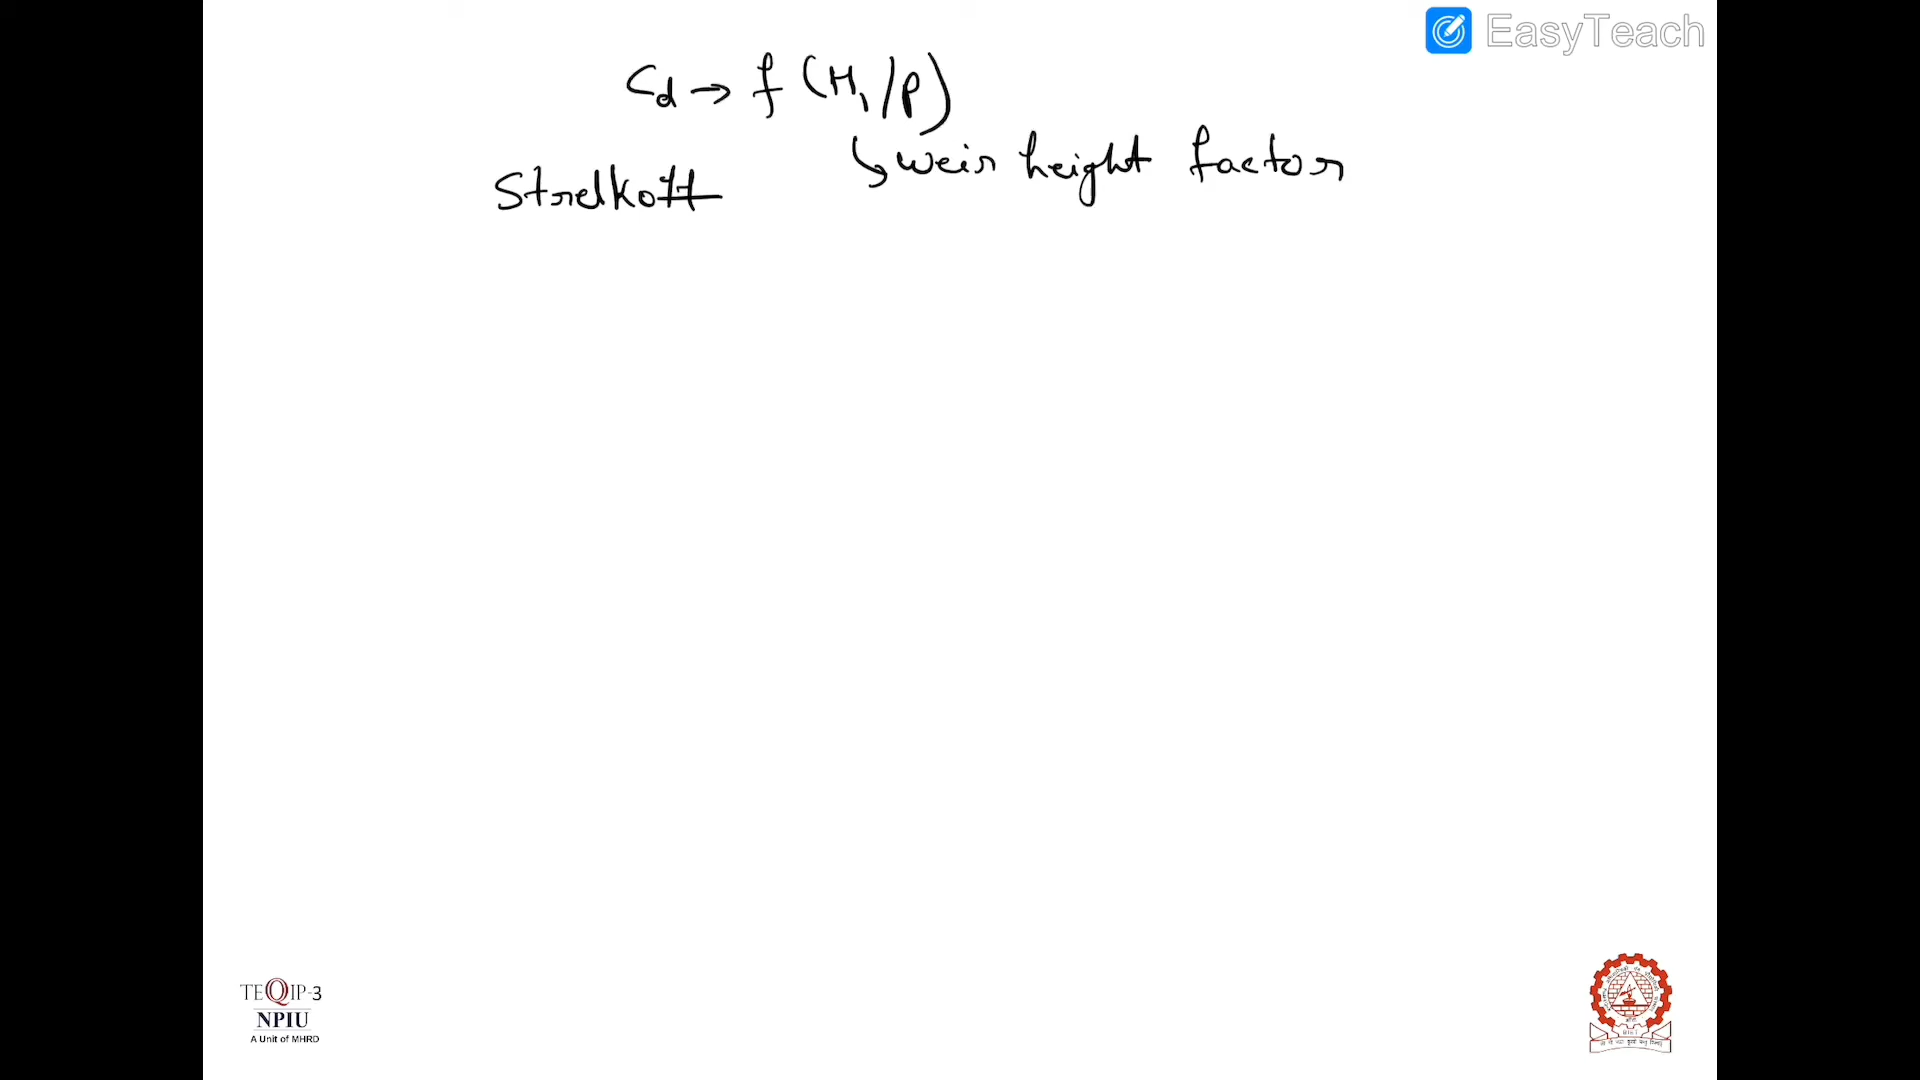 EasyTeach
Cd → f (H₁/P)
↳ weir height factor
Strelkoff
TEQIP-3
NPIU
A Unit of MHRD